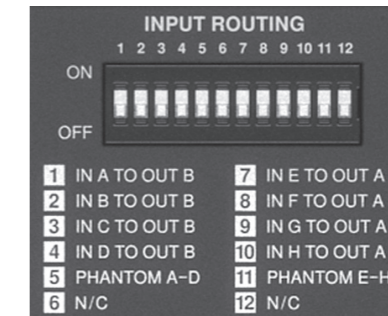 INPUT ROUTING
1 2 3 4 5 6 7 8 9 10 11 12
ON
OFF
1 IN A TO OUT B
2 IN B TO OUT B
3 IN C TO OUT B
4 IN D TO OUT B
5 PHANTOM A-D
6 N/C
7 IN E TO OUT A
8 IN F TO OUT A
9 IN G TO OUT A
10 IN H TO OUT A
11 PHANTOM E-H
12 N/C